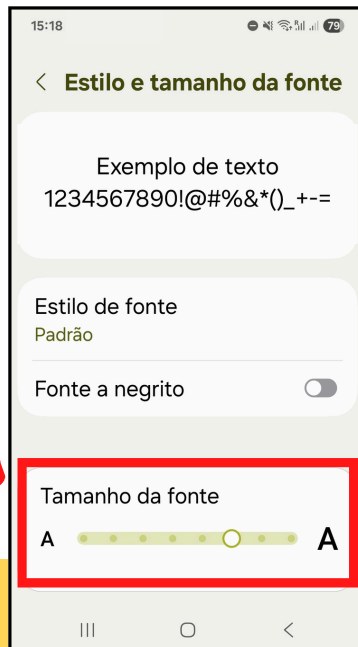 15:18
79
Estilo e tamanho da fonte
Exemplo de texto
1234567890!@#%&*()_+-=
Estilo de fonte
Padrão
Fonte a negrito
Tamanho da fonte
A A